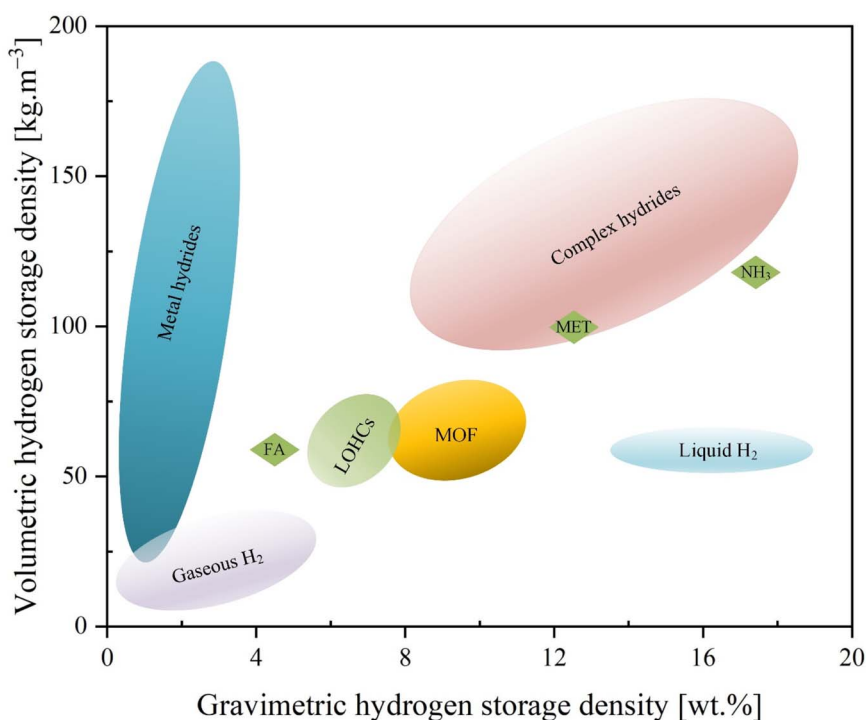 Volumetric hydrogen storage density [kg.m⁻³]
200
150
100
50
0
Metal hydrides
Complex hydrides
NH₃
MET
FA
LOHCs
MOF
Liquid H₂
Gaseous H₂
0 4 8 12 16 20
Gravimetric hydrogen storage density [wt.%]